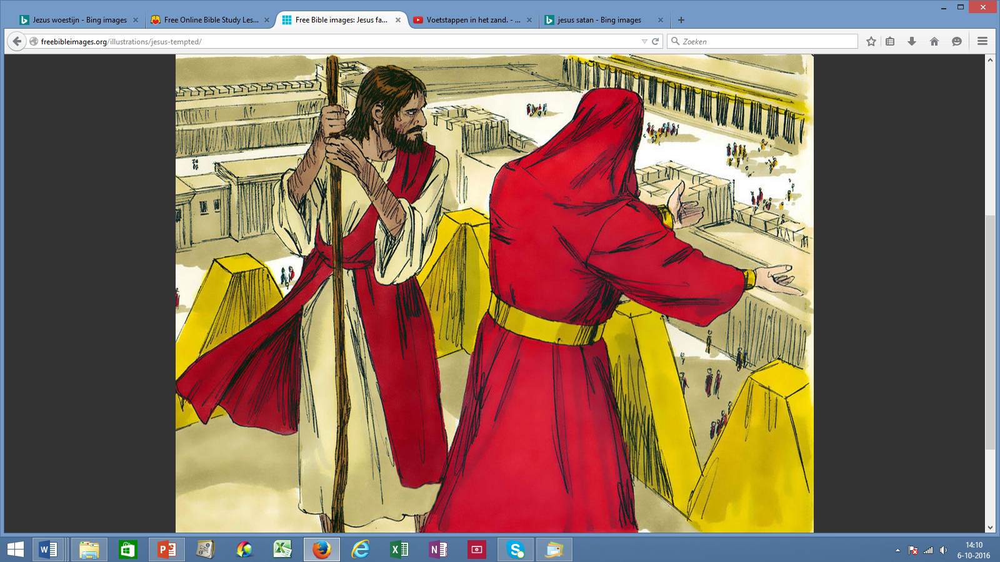 Jezus woestijn - Bing images
Free Online Bible Study Les...
Free Bible images: Jesus fa...
Voetstappen in het zand. - ...
jesus satan - Bing images
freebibleimages.org/illustrations/jesus-tempted/
Zoeken
14:10
6-10-2016